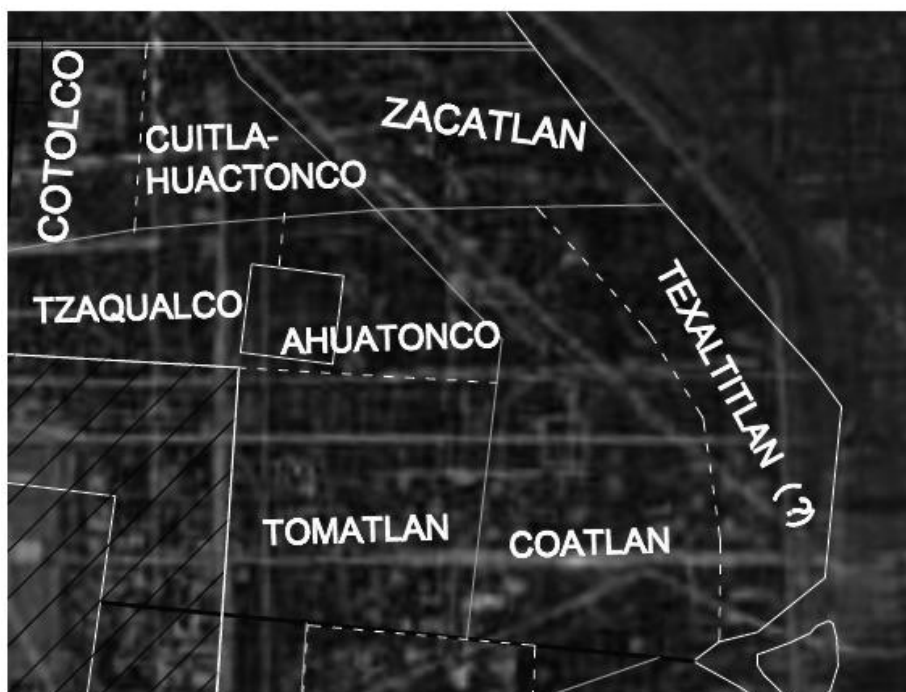 COTOLCO
CUITLA-
HUACTONCO
ZACATLAN
TZAQUALCO
AHUATONCO
TEXALTITLAN (?)
TOMATLAN
COATLAN